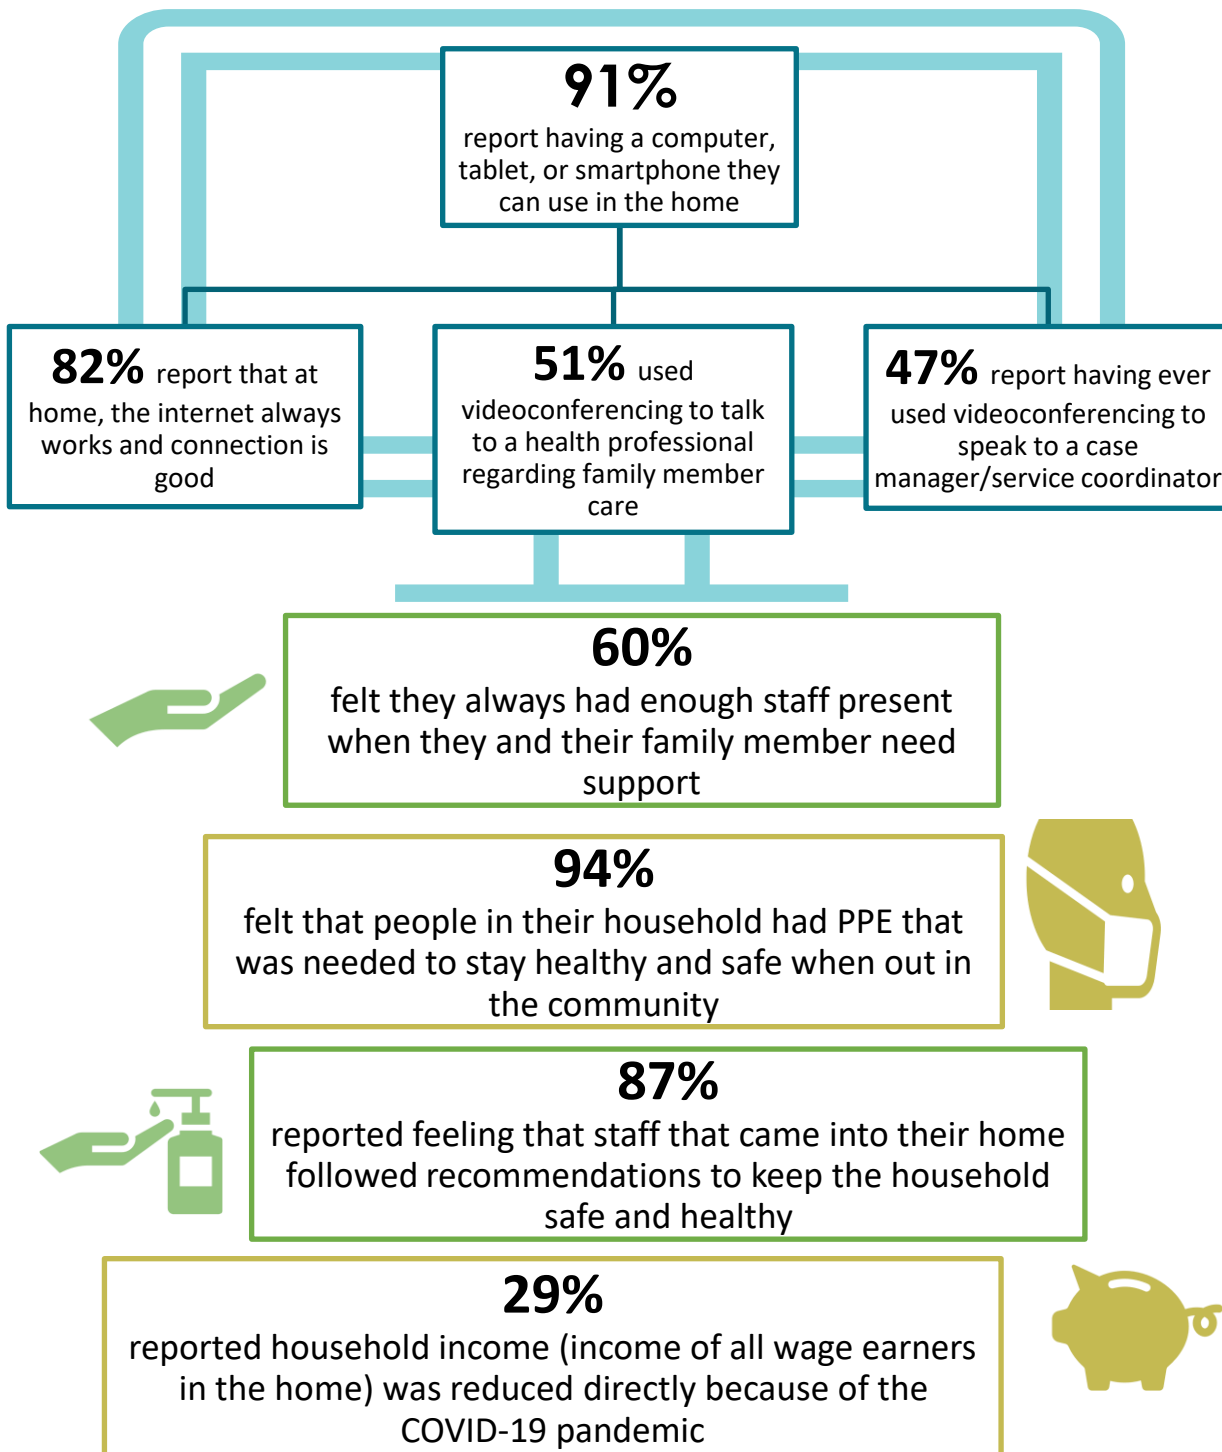 91%
report having a computer,
tablet, or smartphone they
can use in the home
82% report that at
home, the internet always
works and connection is
good
51% used
videoconferencing to talk
to a health professional
regarding family member
care
47% report having ever
used videoconferencing to
speak to a case
manager/service coordinator
60%
felt they always had enough staff present
when they and their family member need
support
94%
felt that people in their household had PPE that
was needed to stay healthy and safe when out in
the community
87%
reported feeling that staff that came into their home
followed recommendations to keep the household
safe and healthy
29%
reported household income (income of all wage earners
in the home) was reduced directly because of the
COVID-19 pandemic